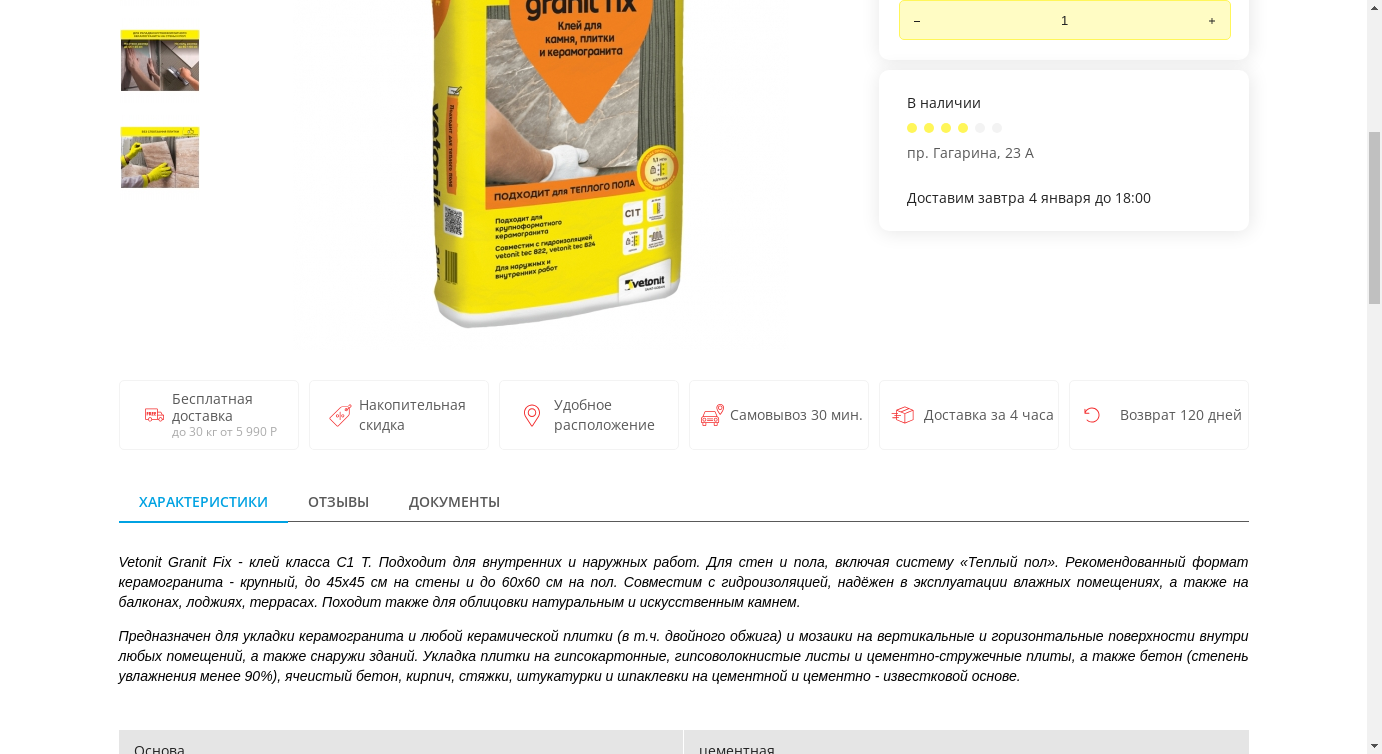 granit fix
Клей для
камня, плитки
и керамогранита
vetonit
ПОДХОДИТ для ТЕПЛОГО ПОЛА
C1 T
Подходит для
крупноформатного
керамогранита
Совместим с гидроизоляцией
vetonit tec 822, vetonit tec 824
Для наружных и
внутренних работ
vetonit
−
1
+
В наличии
пр. Гагарина, 23 А
Доставим завтра 4 января до 18:00
FREE
Бесплатная
доставка
до 30 кг от 5 990 Р
Накопительная
скидка
Удобное
расположение
Самовывоз 30 мин.
Доставка за 4 часа
Возврат 120 дней
ХАРАКТЕРИСТИКИ
ОТЗЫВЫ
ДОКУМЕНТЫ
Vetonit Granit Fix - клей класса С1 Т. Подходит для внутренних и наружных работ. Для стен и пола, включая систему «Теплый пол». Рекомендованный формат
керамогранита - крупный, до 45х45 см на стены и до 60х60 см на пол. Совместим с гидроизоляцией, надёжен в эксплуатации влажных помещениях, а также на
балконах, лоджиях, террасах. Походит также для облицовки натуральным и искусственным камнем.
Предназначен для укладки керамогранита и любой керамической плитки (в т.ч. двойного обжига) и мозаики на вертикальные и горизонтальные поверхности внутри
любых помещений, а также снаружи зданий. Укладка плитки на гипсокартонные, гипсоволокнистые листы и цементно-стружечные плиты, а также бетон (степень
увлажнения менее 90%), ячеистый бетон, кирпич, стяжки, штукатурки и шпаклевки на цементной и цементно - известковой основе.
Основа
цементная